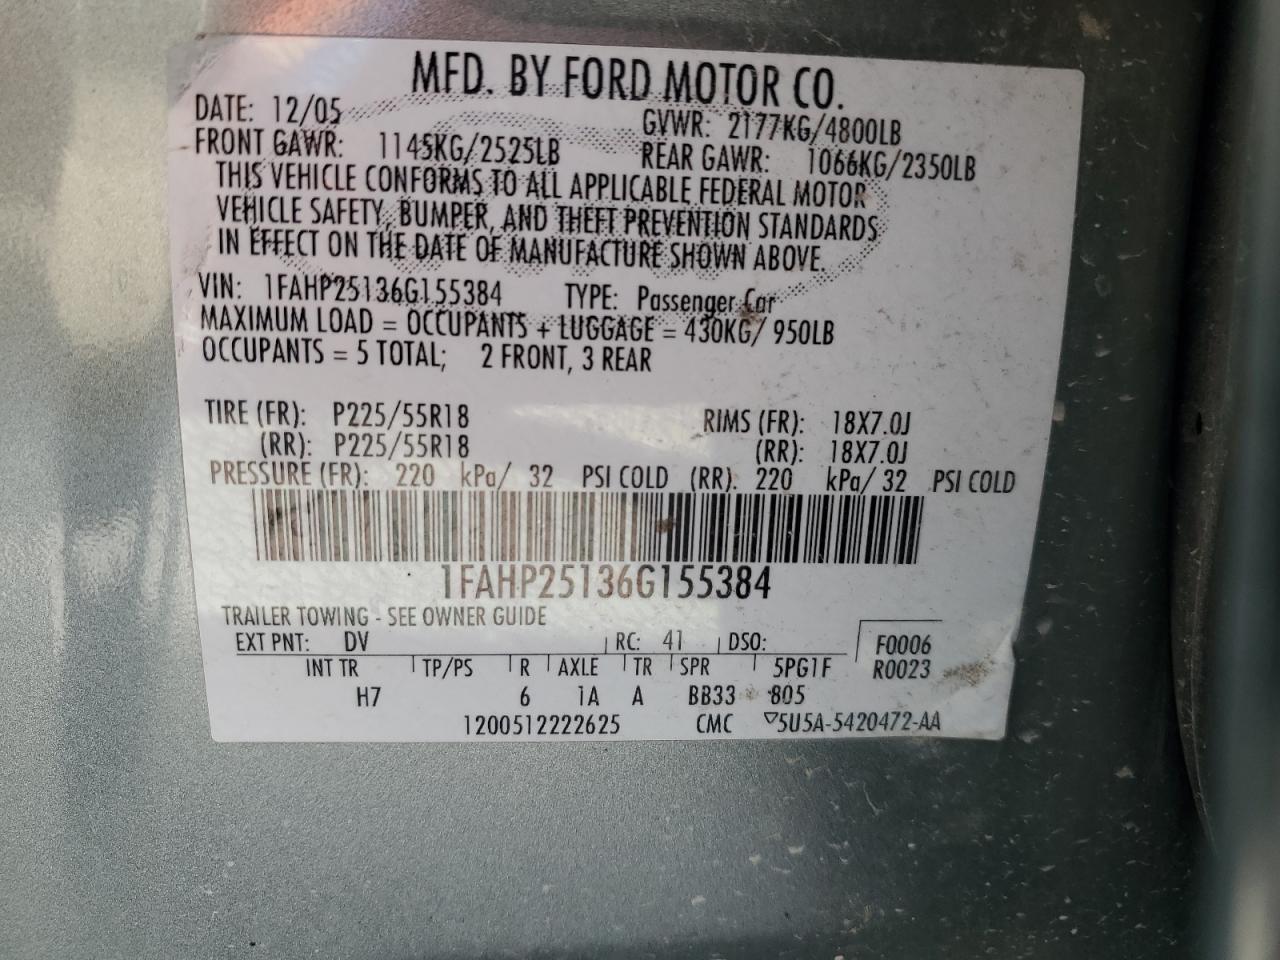 MFD. BY FORD MOTOR CO.
DATE: 12/05 GVWR: 2177KG/4800LB
FRONT GAWR: 1145KG/2525LB REAR GAWR: 1066KG/2350LB
THIS VEHICLE CONFORMS TO ALL APPLICABLE FEDERAL MOTOR
VEHICLE SAFETY, BUMPER, AND THEFT PREVENTION STANDARDS
IN EFFECT ON THE DATE OF MANUFACTURE SHOWN ABOVE.
VIN: 1FAHP25136G155384 TYPE: Passenger Car
MAXIMUM LOAD = OCCUPANTS + LUGGAGE = 430KG/ 950LB
OCCUPANTS = 5 TOTAL; 2 FRONT, 3 REAR
TIRE (FR): P225/55R18 RIMS (FR): 18X7.0J
(RR): P225/55R18 (RR): 18X7.0J
PRESSURE (FR): 220 kPa/ 32 PSI COLD (RR). 220 kPa/ 32 PSI COLD
1FAHP25136G155384
TRAILER TOWING - SEE OWNER GUIDE
EXT PNT: DV RC: 41 DSO: F0006
INT TR TP/PS R AXLE TR SPR 5PG1F R0023
H7 6 1A A BB33 805
1200512222625 CMC ▽5U5A-5420472-AA